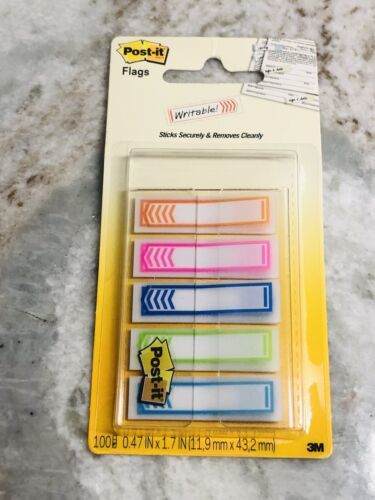 Post-it
Flags
Writable!
Sticks Securely & Removes Cleanly
Post-it
100 0.47 IN x 1.7 IN (11,9 mm x 43,2 mm)
3M